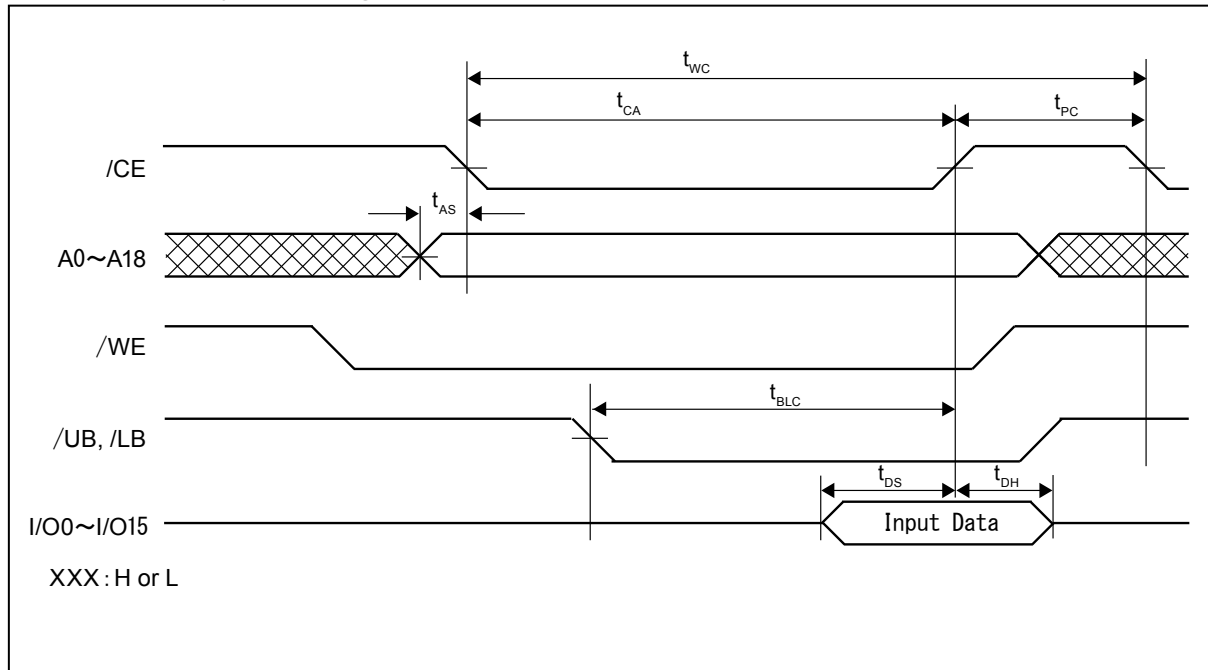 tWC
tCA
tPC
/CE
tAS
A0～A18
/WE
tBLC
/UB, /LB
tDS
tDH
I/O0～I/O15
Input Data
XXX : H or L